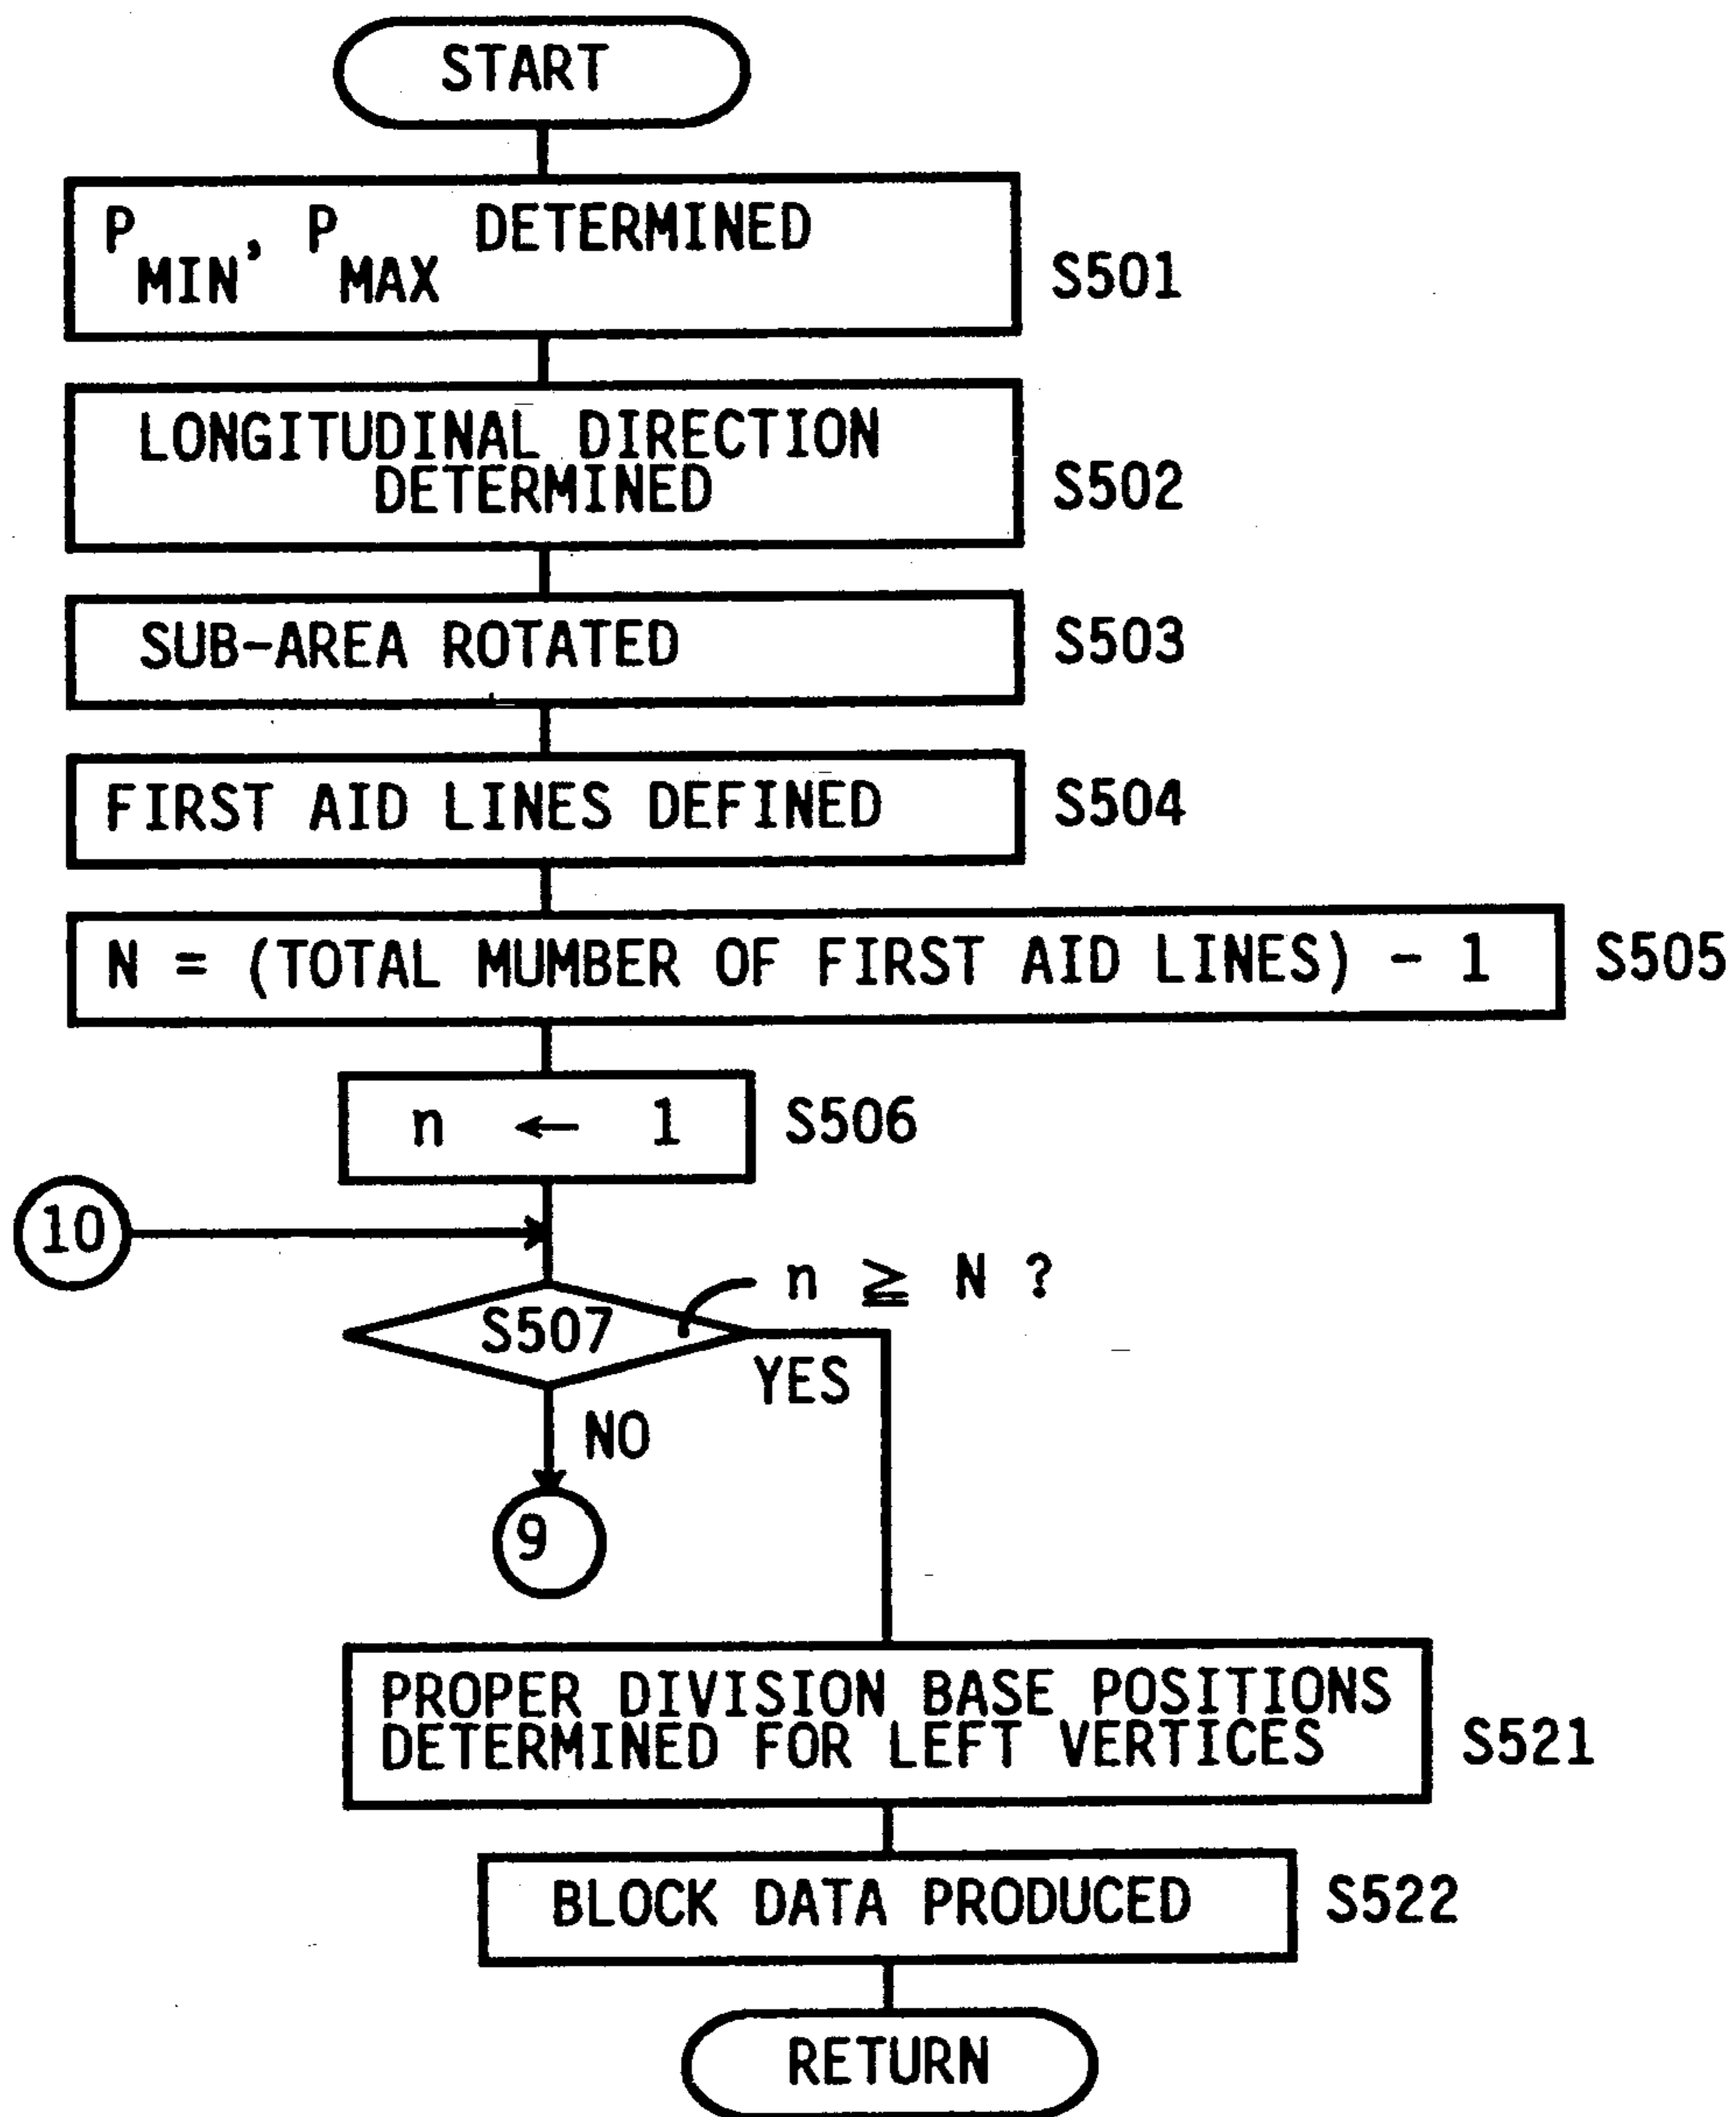 START
P MIN, P MAX DETERMINED
S501
LONGITUDINAL DIRECTION
DETERMINED
S502
SUB-AREA ROTATED
S503
FIRST AID LINES DEFINED
S504
N = (TOTAL MUMBER OF FIRST AID LINES) - 1
S505
n ← 1
S506
10
n ≧ N ?
S507
YES
NO
9
PROPER DIVISION BASE POSITIONS
DETERMINED FOR LEFT VERTICES
S521
BLOCK DATA PRODUCED
S522
RETURN